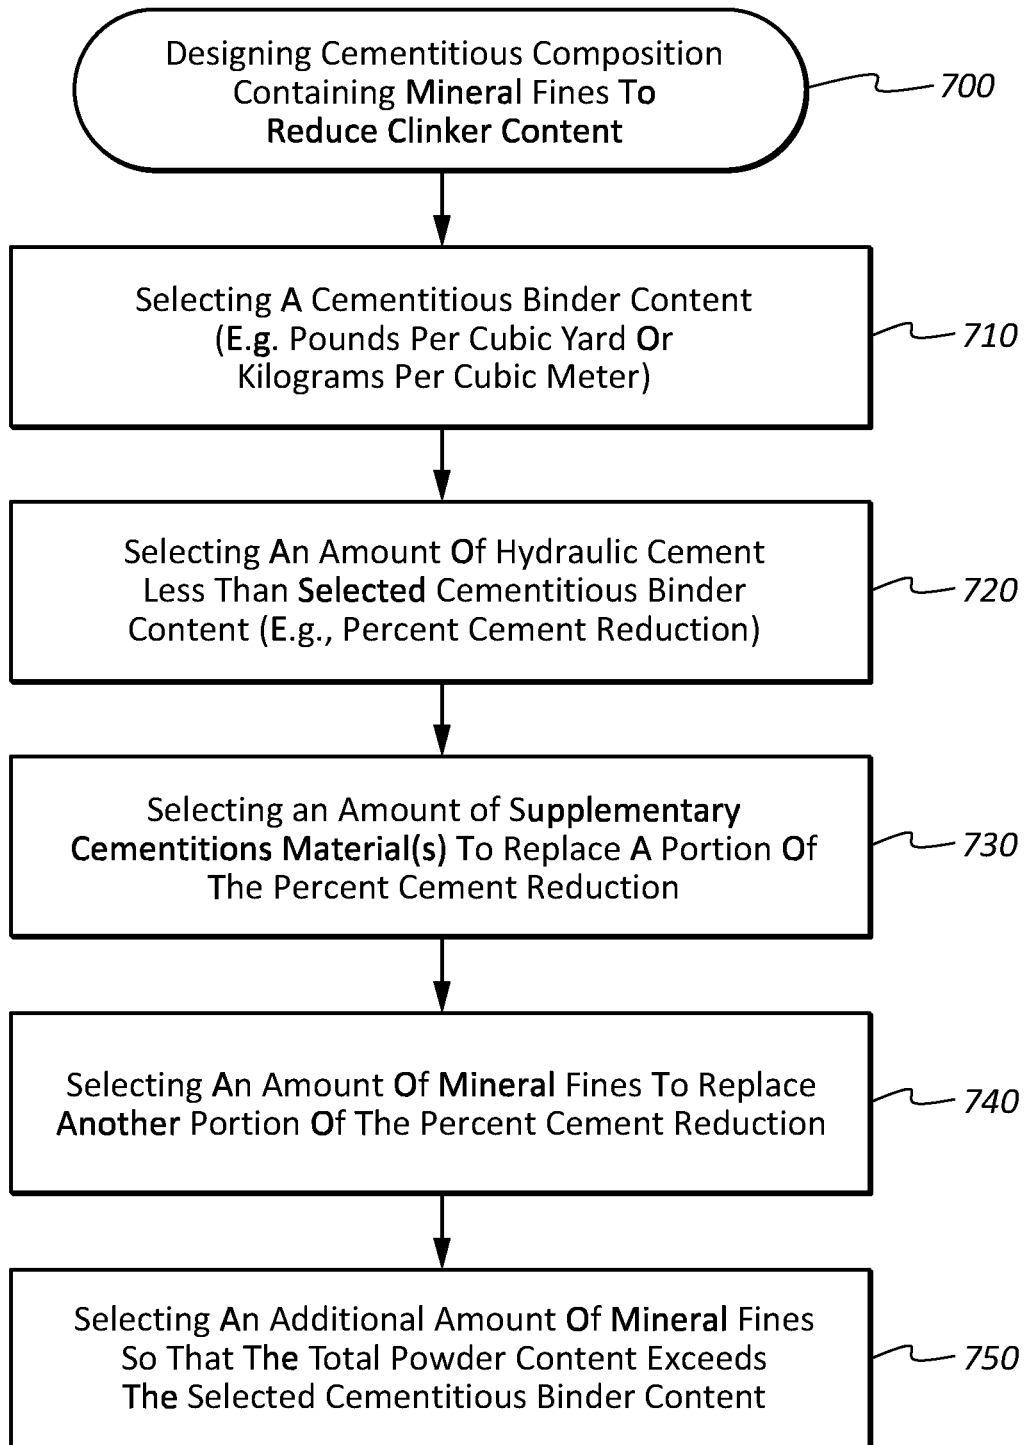 Designing Cementitious Composition
Containing Mineral Fines To
Reduce Clinker Content
700
Selecting A Cementitious Binder Content
(E.g. Pounds Per Cubic Yard Or
Kilograms Per Cubic Meter)
710
Selecting An Amount Of Hydraulic Cement
Less Than Selected Cementitious Binder
Content (E.g., Percent Cement Reduction)
720
Selecting an Amount of Supplementary
Cementitions Material(s) To Replace A Portion Of
The Percent Cement Reduction
730
Selecting An Amount Of Mineral Fines To Replace
Another Portion Of The Percent Cement Reduction
740
Selecting An Additional Amount Of Mineral Fines
So That The Total Powder Content Exceeds
The Selected Cementitious Binder Content
750